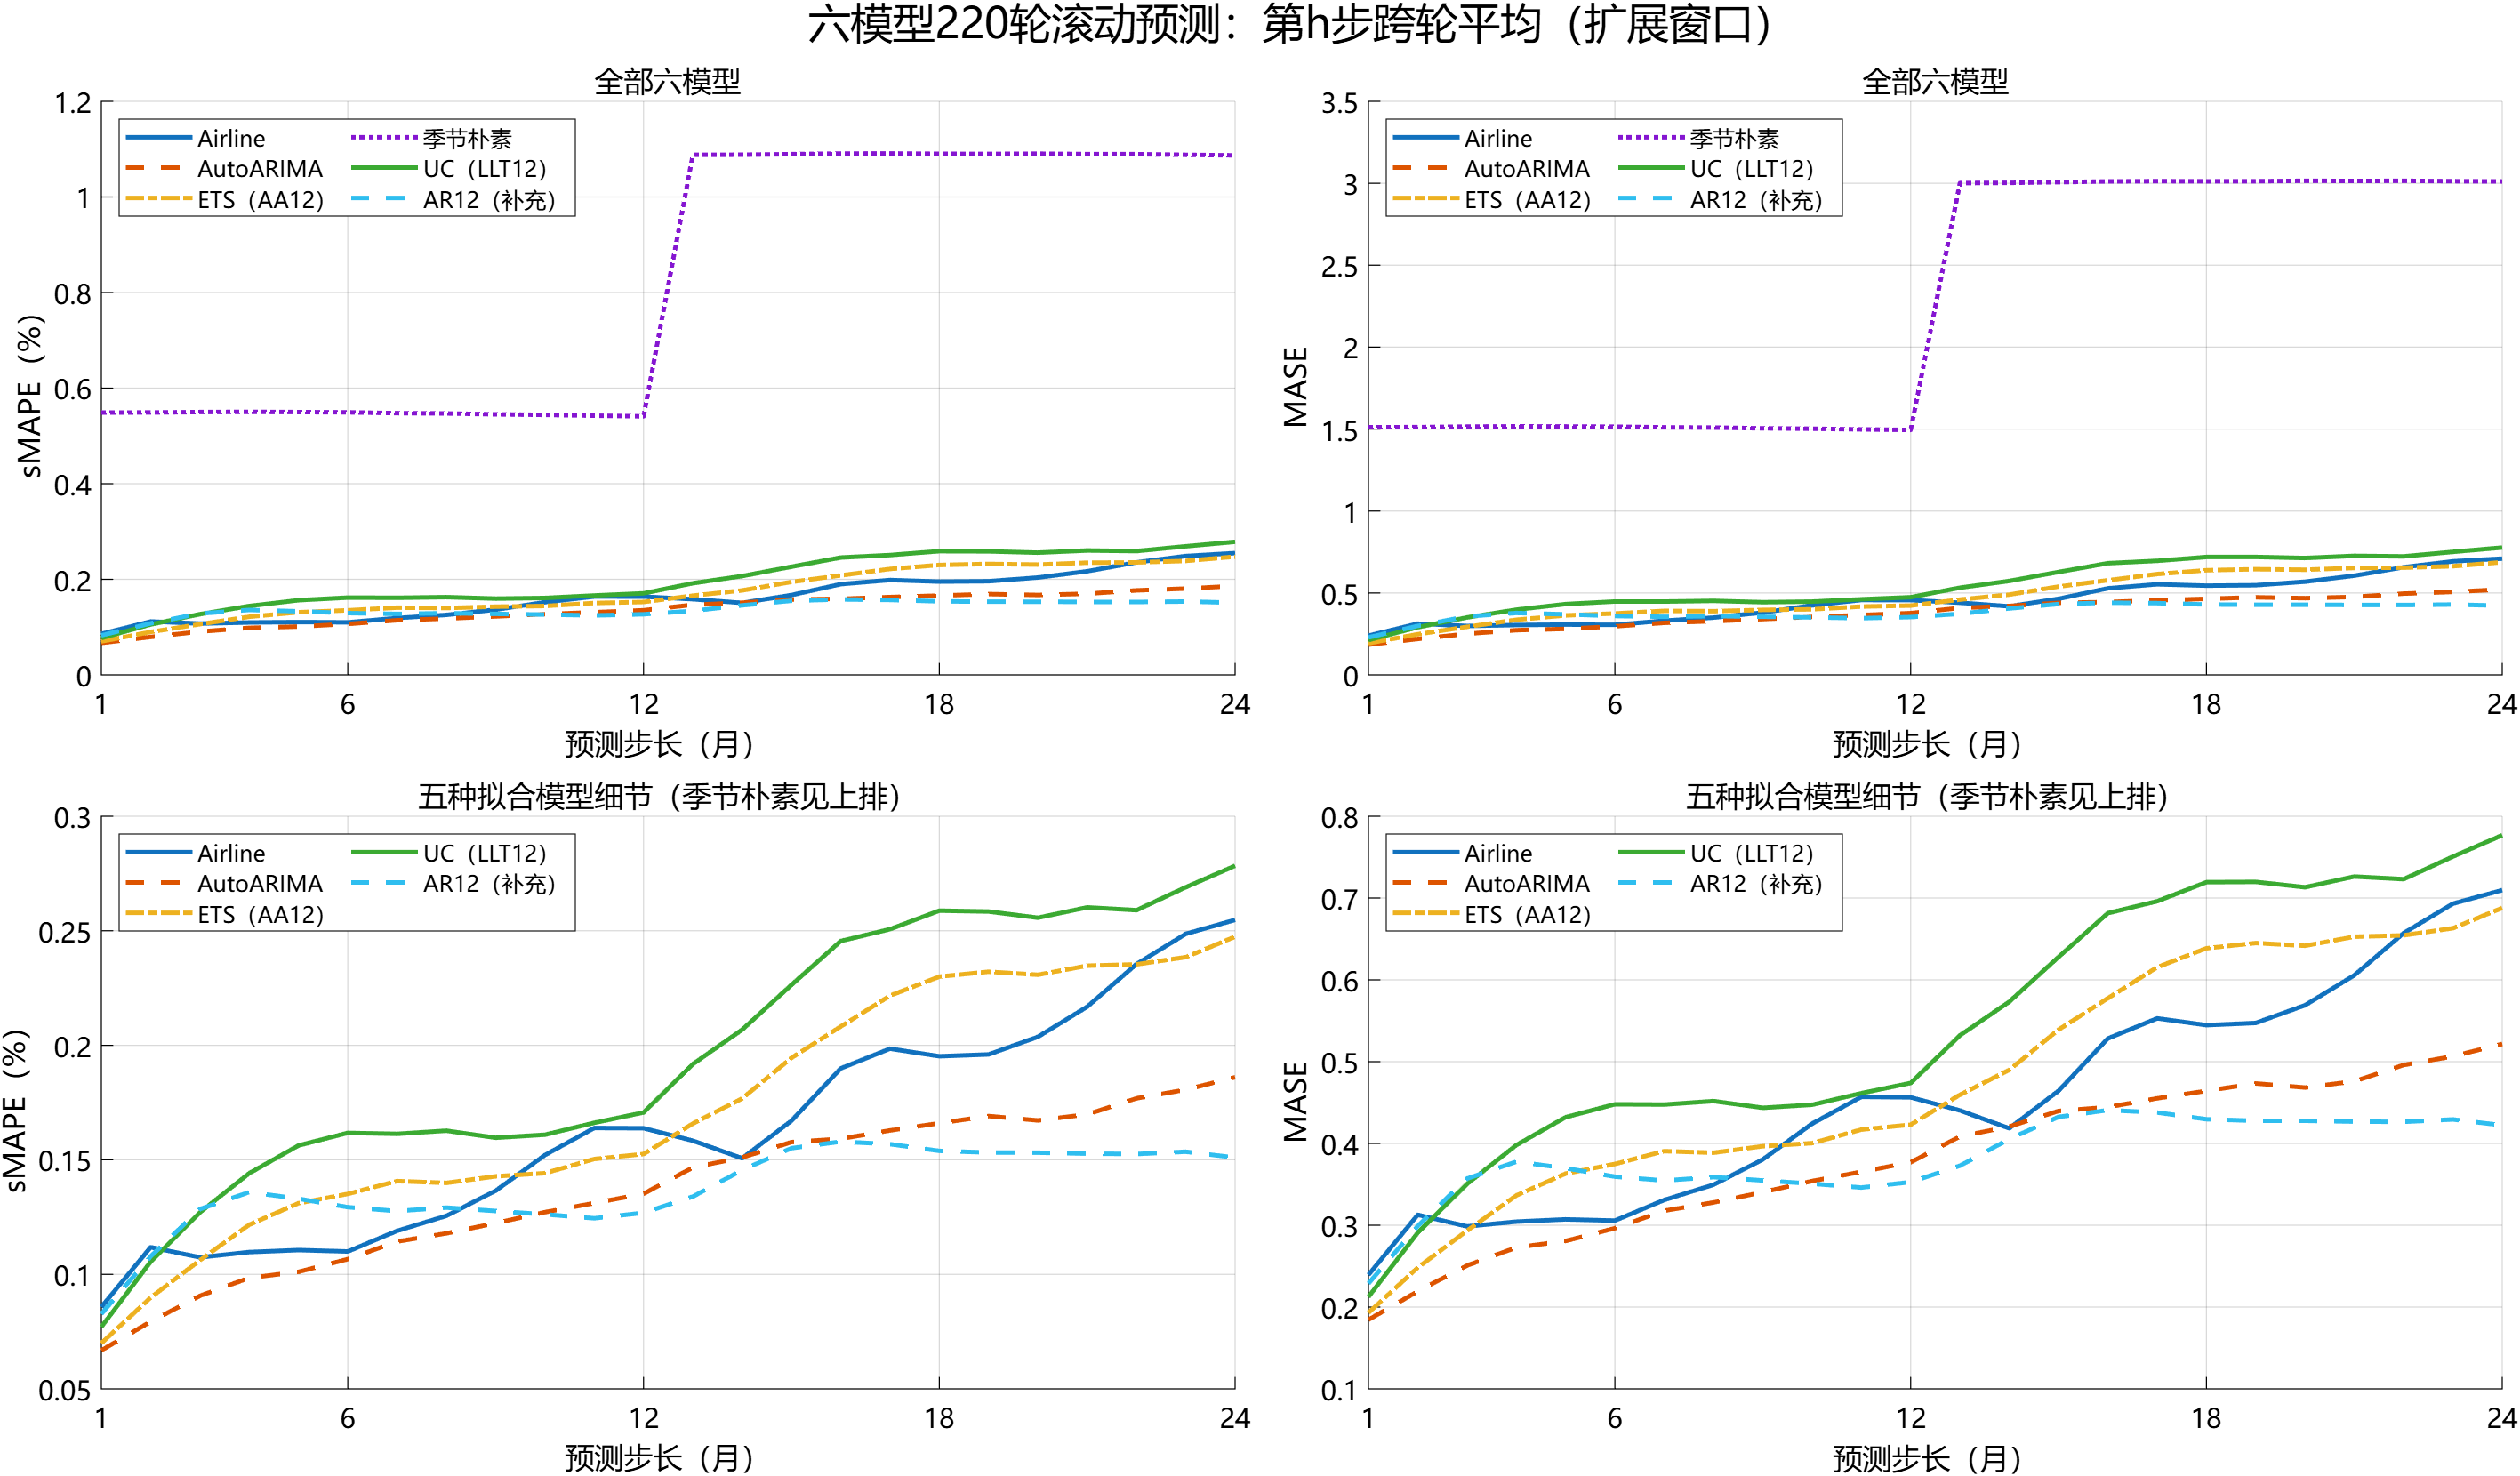 六模型220轮滚动预测：第h步跨轮平均（扩展窗口）
全部六模型
sMAPE（%）
1.2
1
0.8
0.6
0.4
0.2
0
Airline
AutoARIMA
ETS（AA12）
季节朴素
UC（LLT12）
AR12（补充）
1 6 12 18 24
预测步长（月）
全部六模型
MASE
3.5
3
2.5
2
1.5
1
0.5
0
Airline
AutoARIMA
ETS（AA12）
季节朴素
UC（LLT12）
AR12（补充）
1 6 12 18 24
预测步长（月）
五种拟合模型细节（季节朴素见上排）
sMAPE（%）
0.3
0.25
0.2
0.15
0.1
0.05
Airline
AutoARIMA
ETS（AA12）
UC（LLT12）
AR12（补充）
1 6 12 18 24
预测步长（月）
五种拟合模型细节（季节朴素见上排）
MASE
0.8
0.7
0.6
0.5
0.4
0.3
0.2
0.1
Airline
AutoARIMA
ETS（AA12）
UC（LLT12）
AR12（补充）
1 6 12 18 24
预测步长（月）